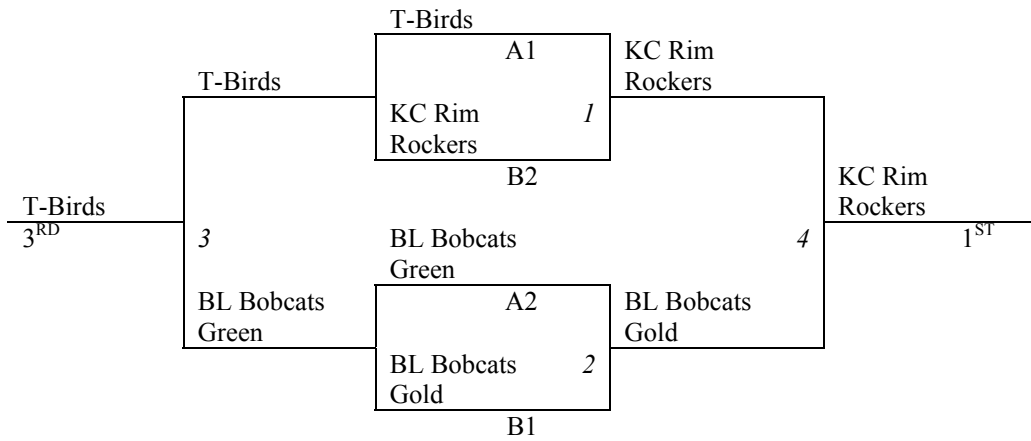 T-Birds
A1
KC Rim
Rockers
T-Birds
KC Rim
Rockers
1
B2
KC Rim
Rockers
T-Birds
3RD
1ST
3
BL Bobcats
Green
4
BL Bobcats
Green
A2
BL Bobcats
Gold
BL Bobcats
Gold
2
B1